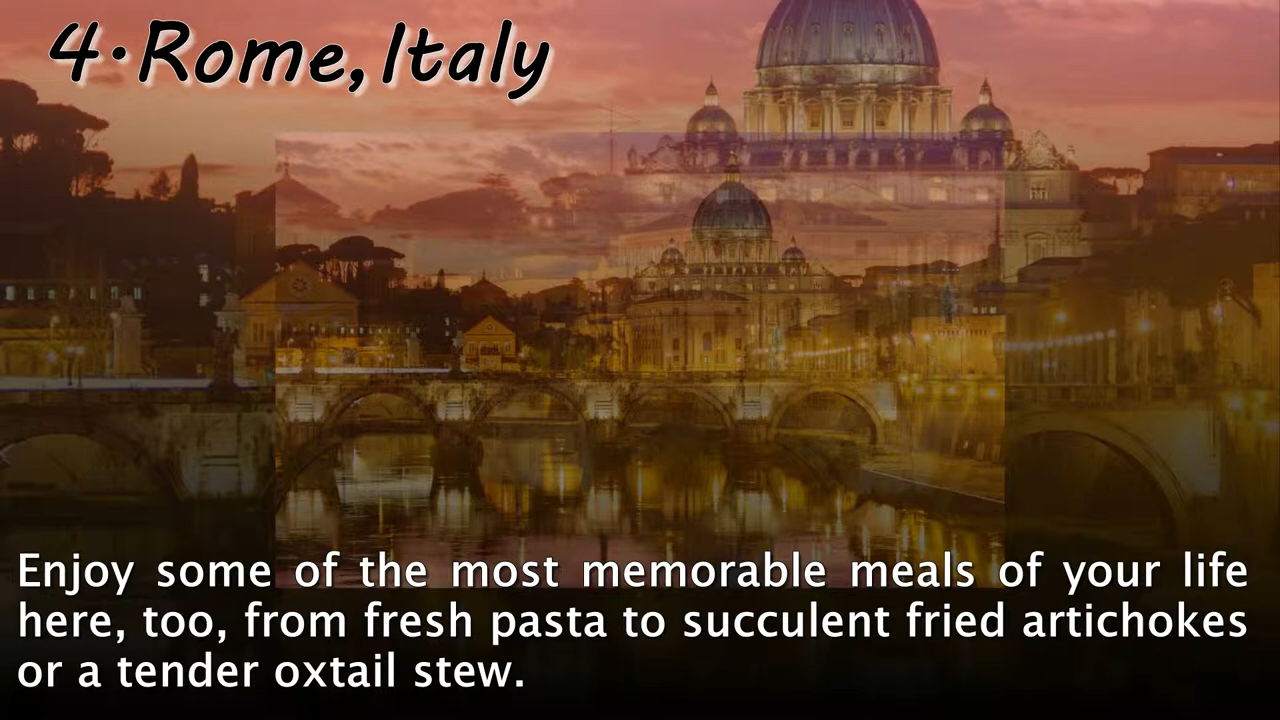 4·Rome, Italy
Enjoy some of the most memorable meals of your life
here, too, from fresh pasta to succulent fried artichokes
or a tender oxtail stew.